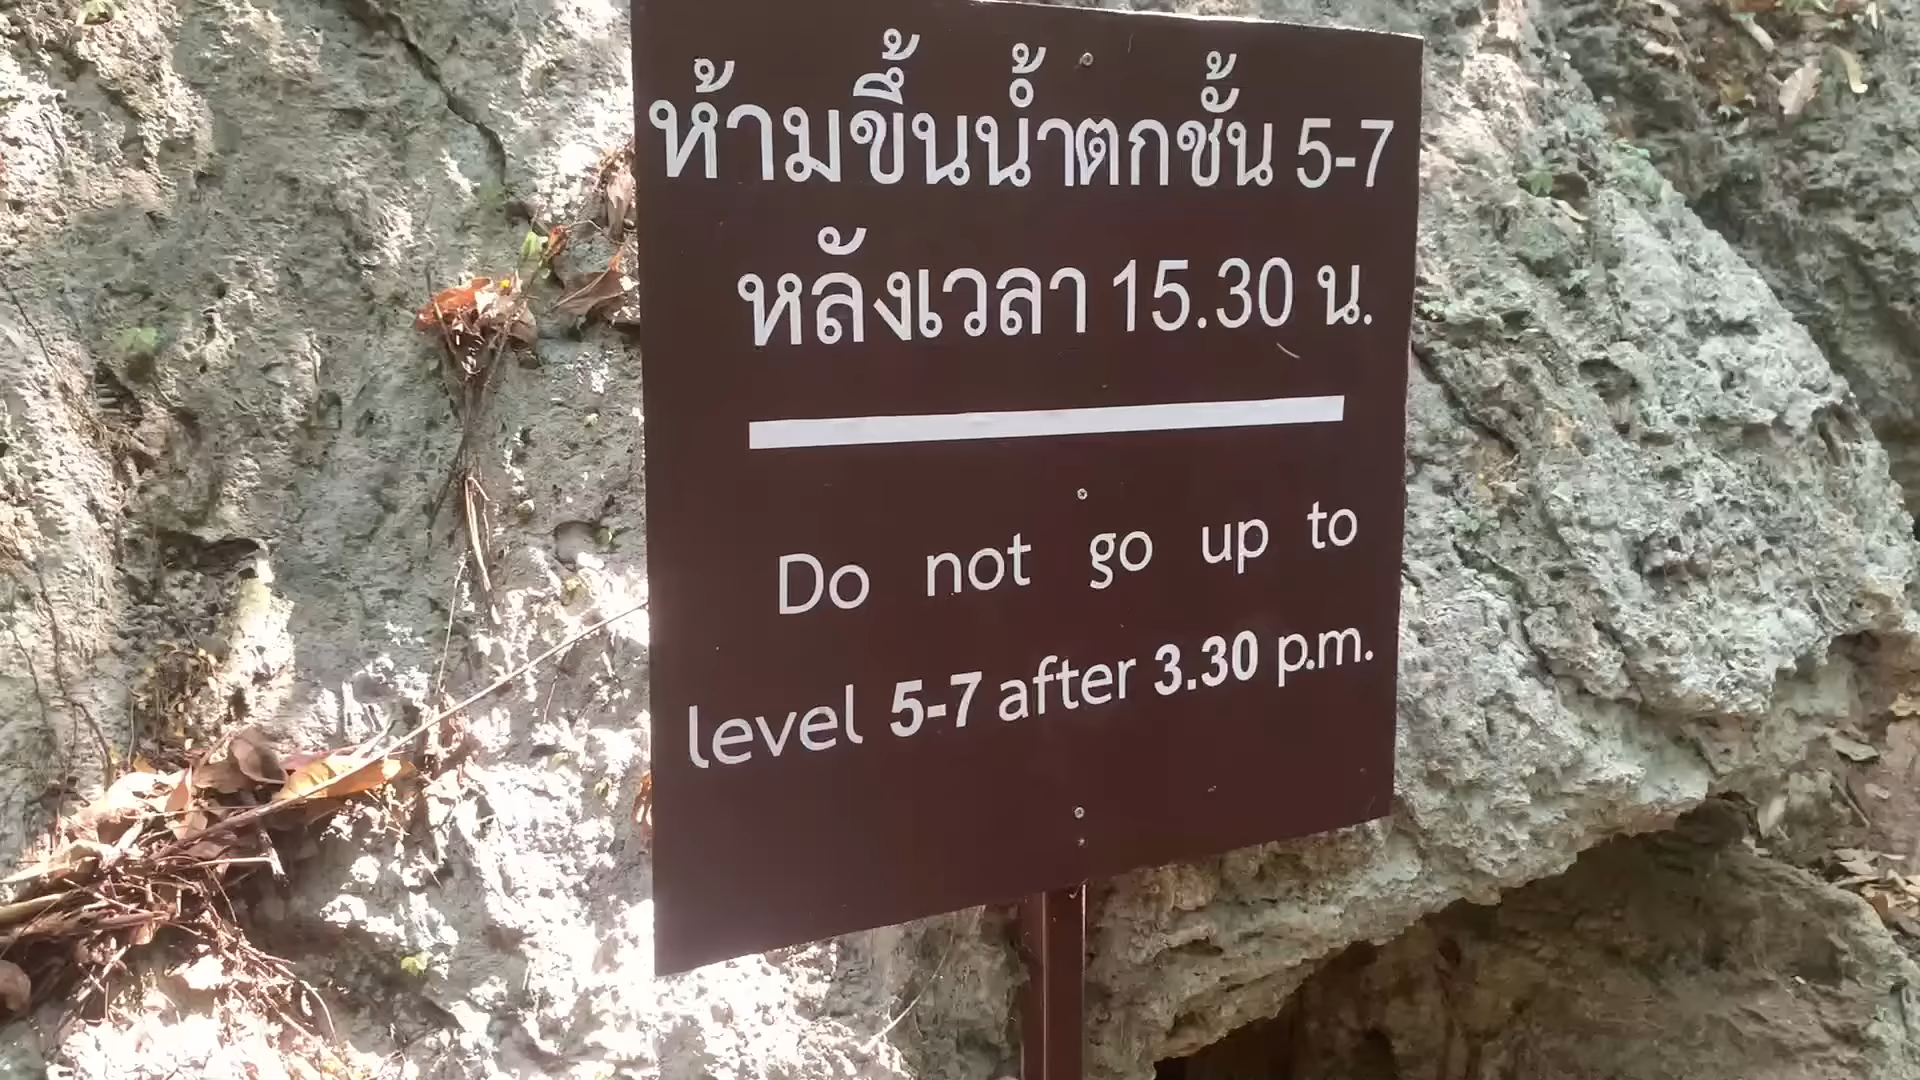 ห้ามขึ้นน้ำตกชั้น 5-7
หลังเวลา 15.30 น.
Do not go up to
level 5-7 after 3.30 p.m.